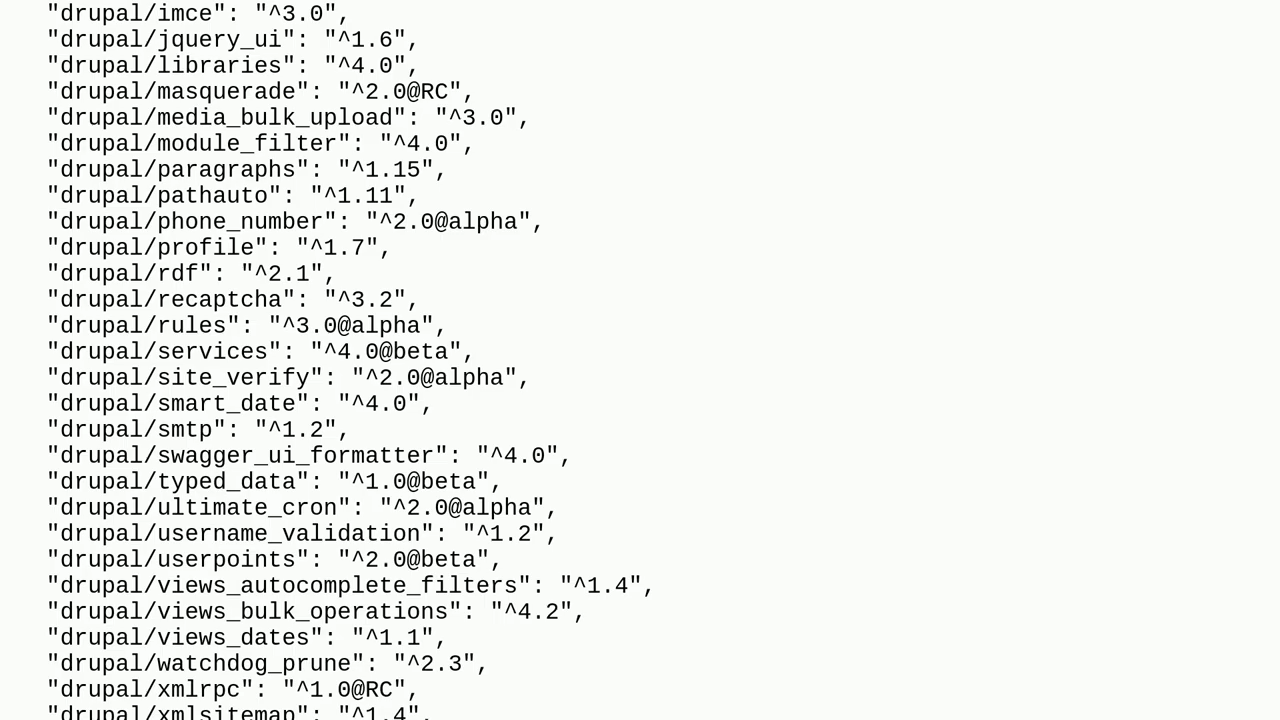 "drupal/imce": "^3.0",
"drupal/jquery_ui": "^1.6",
"drupal/libraries": "^4.0",
"drupal/masquerade": "^2.0@RC",
"drupal/media_bulk_upload": "^3.0",
"drupal/module_filter": "^4.0",
"drupal/paragraphs": "^1.15",
"drupal/pathauto": "^1.11",
"drupal/phone_number": "^2.0@alpha",
"drupal/profile": "^1.7",
"drupal/rdf": "^2.1",
"drupal/recaptcha": "^3.2",
"drupal/rules": "^3.0@alpha",
"drupal/services": "^4.0@beta",
"drupal/site_verify": "^2.0@alpha",
"drupal/smart_date": "^4.0",
"drupal/smtp": "^1.2",
"drupal/swagger_ui_formatter": "^4.0",
"drupal/typed_data": "^1.0@beta",
"drupal/ultimate_cron": "^2.0@alpha",
"drupal/username_validation": "^1.2",
"drupal/userpoints": "^2.0@beta",
"drupal/views_autocomplete_filters": "^1.4",
"drupal/views_bulk_operations": "^4.2",
"drupal/views_dates": "^1.1",
"drupal/watchdog_prune": "^2.3",
"drupal/xmlrpc": "^1.0@RC",
"drupal/xmlsitemap": "^1.4",